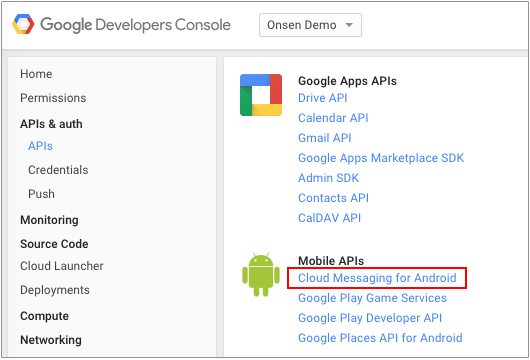 Google Developers Console
Onsen Demo
Home
Permissions
APIs & auth
APIs
Credentials
Push
Monitoring
Source Code
Cloud Launcher
Deployments
Compute
Networking
Google Apps APIs
Drive API
Calendar API
Gmail API
Google Apps Marketplace SDK
Admin SDK
Contacts API
CalDAV API
Mobile APIs
Cloud Messaging for Android
Google Play Game Services
Google Play Developer API
Google Places API for Android